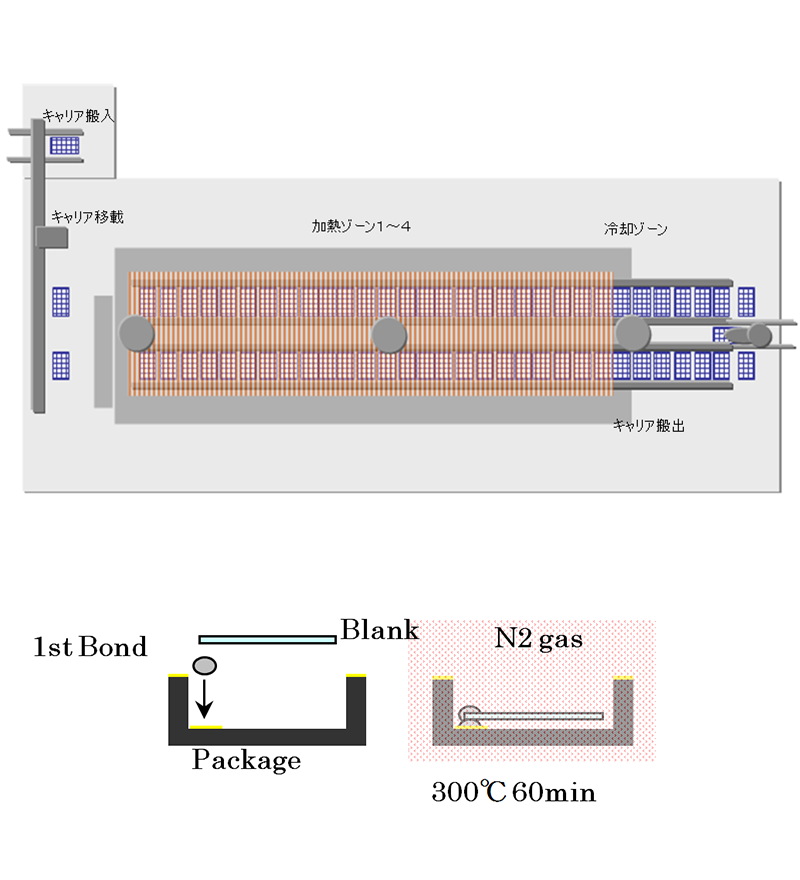 キャリア搬入
キャリア移載
加熱ゾーン1～4
冷却ゾーン
キャリア搬出
1st Bond
Blank
Package
N2 gas
300℃ 60min